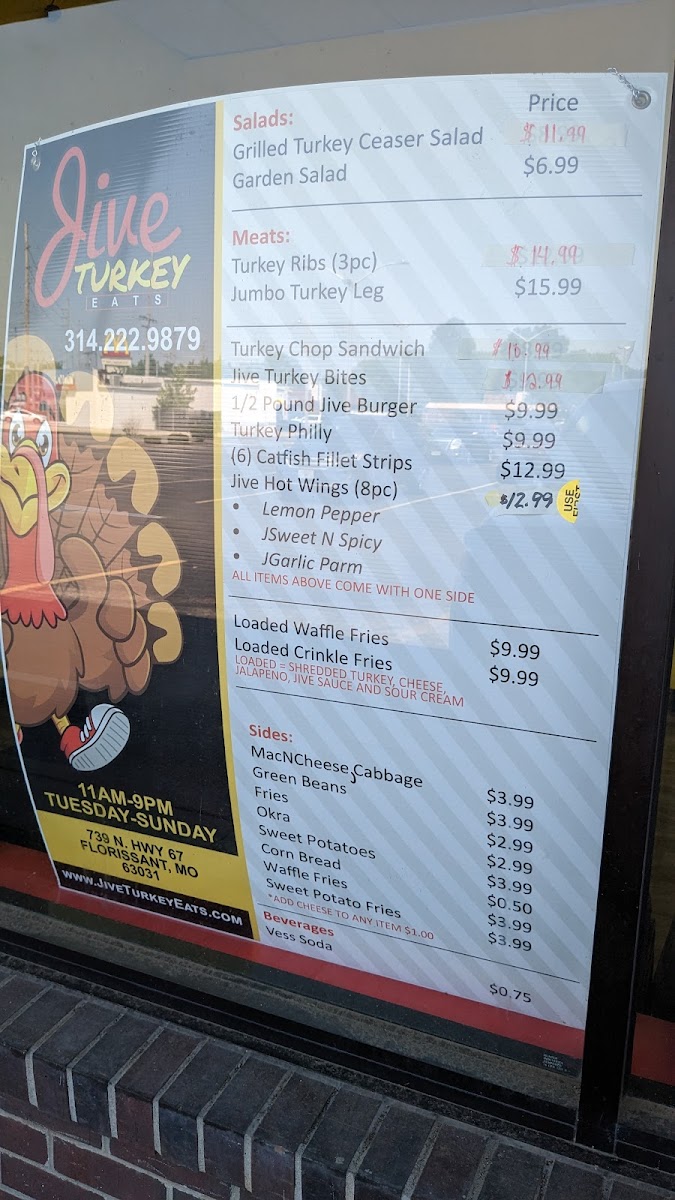 Jive
TURKEY
EATS
314.222.9879
11AM-9PM
TUESDAY-SUNDAY
739 N. HWY 67
FLORISSANT, MO
63031
WWW.JIVETURKEYEATS.COM
Price
Salads:
Grilled Turkey Ceaser Salad $11.99
Garden Salad $6.99
Meats:
Turkey Ribs (3pc) $14.99
Jumbo Turkey Leg $15.99
Turkey Chop Sandwich
Jive Turkey Bites $12.99
1/2 Pound Jive Burger $9.99
Turkey Philly $9.99
(6) Catfish Fillet Strips $12.99
Jive Hot Wings (8pc) $12.99 USE FIRST
• Lemon Pepper
• JSweet N Spicy
• JGarlic Parm
ALL ITEMS ABOVE COME WITH ONE SIDE
Loaded Waffle Fries $9.99
Loaded Crinkle Fries $9.99
LOADED = SHREDDED TURKEY, CHEESE,
JALAPENO, JIVE SAUCE AND SOUR CREAM
Sides:
MacNCheese, Cabbage $3.99
Green Beans $3.99
Fries $2.99
Okra $2.99
Sweet Potatoes $3.99
Corn Bread $0.50
Waffle Fries $3.99
Sweet Potato Fries $3.99
*ADD CHEESE TO ANY ITEM $1.00
Beverages
Vess Soda $0.75